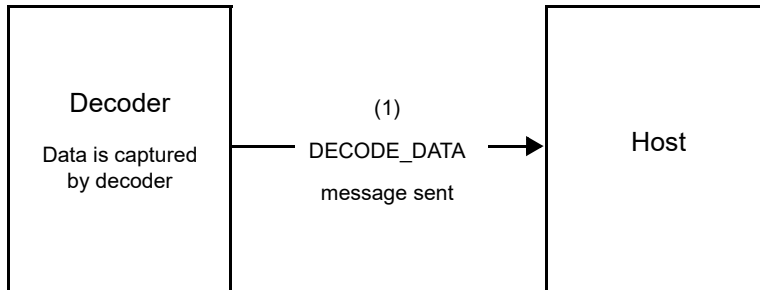 Decoder
Data is captured
by decoder
(1)
DECODE_DATA
message sent
Host